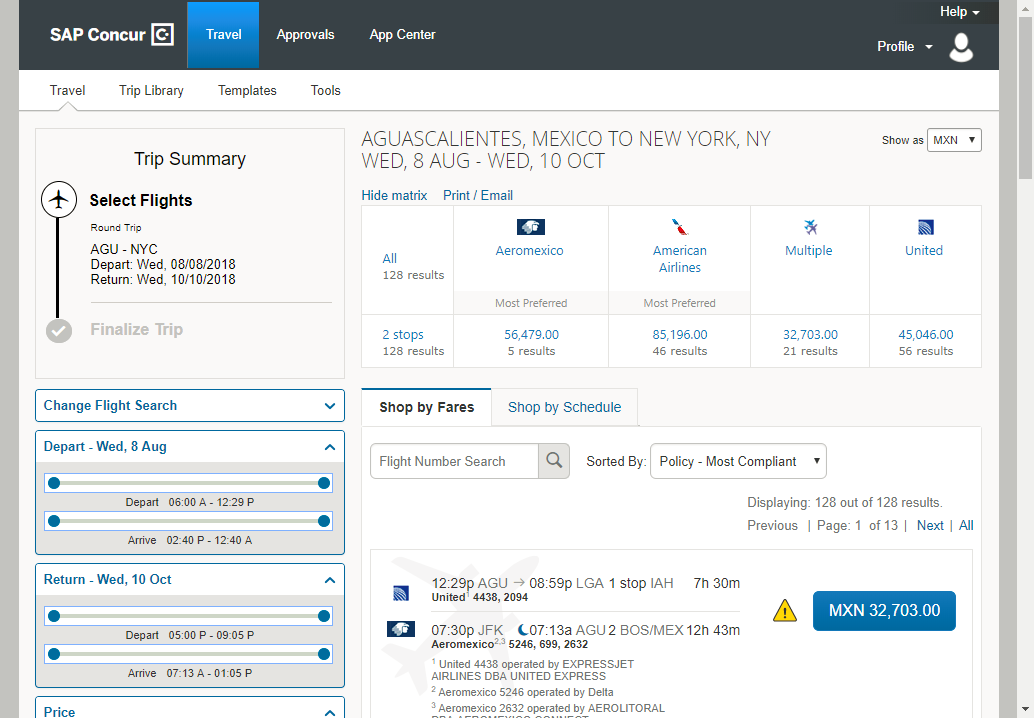 Help
SAP Concur C
Travel
Approvals
App Center
Profile
Travel
Trip Library
Templates
Tools
Trip Summary
Select Flights
Round Trip
AGU - NYC
Depart: Wed, 08/08/2018
Return: Wed, 10/10/2018
Finalize Trip
Change Flight Search
Depart - Wed, 8 Aug
Depart 06:00 A - 12:29 P
Arrive 02:40 P - 12:40 A
Return - Wed, 10 Oct
Depart 05:00 P - 09:05 P
Arrive 07:13 A - 01:05 P
Price
AGUASCALIENTES, MEXICO TO NEW YORK, NY
WED, 8 AUG - WED, 10 OCT
Show as MXN
Hide matrix Print / Email
All
128 results
Aeromexico
American
Airlines
Multiple
United
Most Preferred
Most Preferred
2 stops
128 results
56,479.00
5 results
85,196.00
46 results
32,703.00
21 results
45,046.00
56 results
Shop by Fares
Shop by Schedule
Flight Number Search
Sorted By: Policy - Most Compliant
Displaying: 128 out of 128 results.
Previous | Page: 1 of 13 | Next | All
12:29p AGU → 08:59p LGA 1 stop IAH 7h 30m
United¹ 4438, 2094
07:30p JFK 07:13a AGU 2 BOS/MEX 12h 43m
Aeromexico²,³ 5246, 699, 2632
MXN 32,703.00
¹ United 4438 operated by EXPRESSJET
AIRLINES DBA UNITED EXPRESS
² Aeromexico 5246 operated by Delta
³ Aeromexico 2632 operated by AEROLITORAL
DBA AEROMEXICO CONNECT